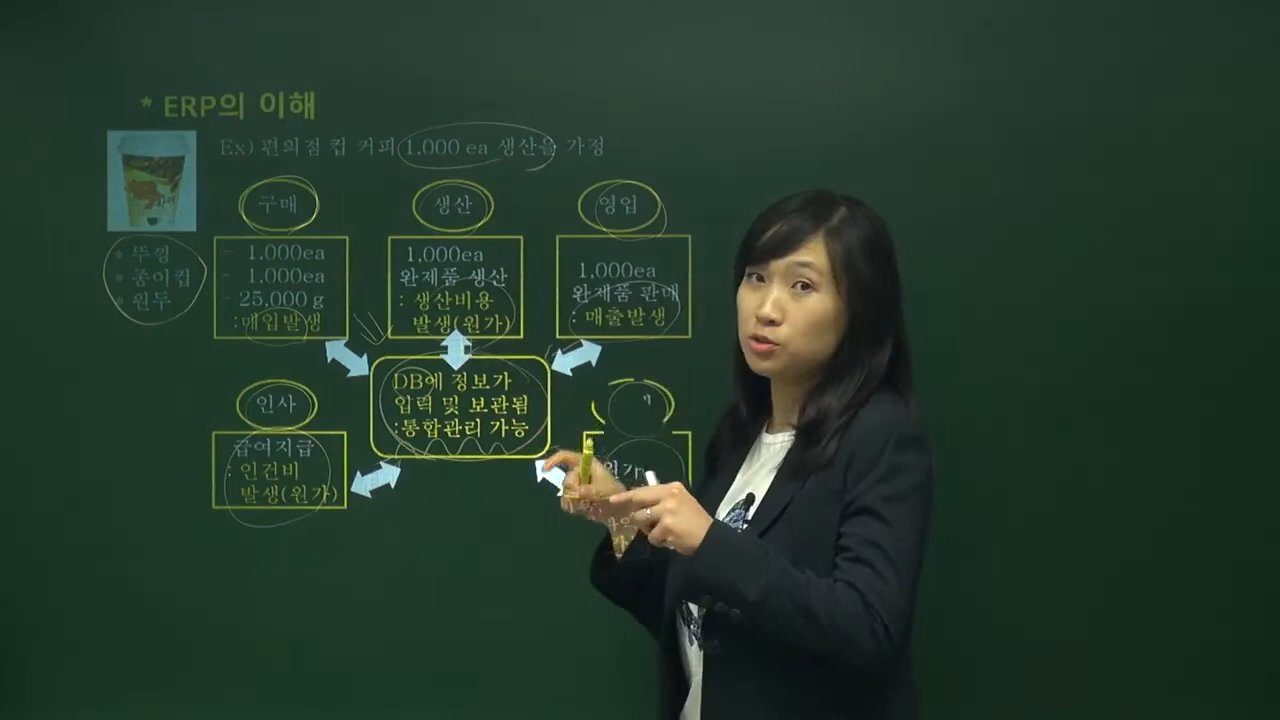 * ERP의 이해
Ex) 편의점 컵 커피 1,000 ea 생산을 가정
구매
생산
영업
• 뚜껑
• 종이컵
• 원두
- 1,000ea
- 1,000ea
- 25,000 g
:매입발생
1,000ea
완제품 생산
: 생산비용
발생(원가)
1,000ea
완제품 판매
: 매출발생
DB에 정보가
입력 및 보관됨
:통합관리 가능
인사
급여지급
: 인건비
발생(원가)
원가